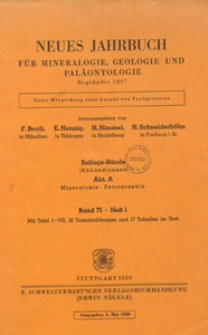 NEUES JAHRBUCH
FÜR MINERALOGIE, GEOLOGIE UND
PALÄONTOLOGIE
Begründet 1807
Unter Mitwirkung einer Anzahl von Fachgenossen
herausgegeben von
F. Broili, E. Hennig, H. Himmel, H. Schneiderhöhn
in München in Tübingen in Heidelberg in Freiburg i. Br.
Beilage-Bände
(Abhandlungen)
Abt. A
Mineralogie, Petrographie
Band 75 · Heft 1
Mit Tafel I–VII, Textabbildungen und 17 Tabellen im Text
STUTTGART 1939
E. SCHWEIZERBART'SCHE VERLAGSBUCHHANDLUNG
(ERWIN NÄGELE)
Ausgegeben Mai 1939